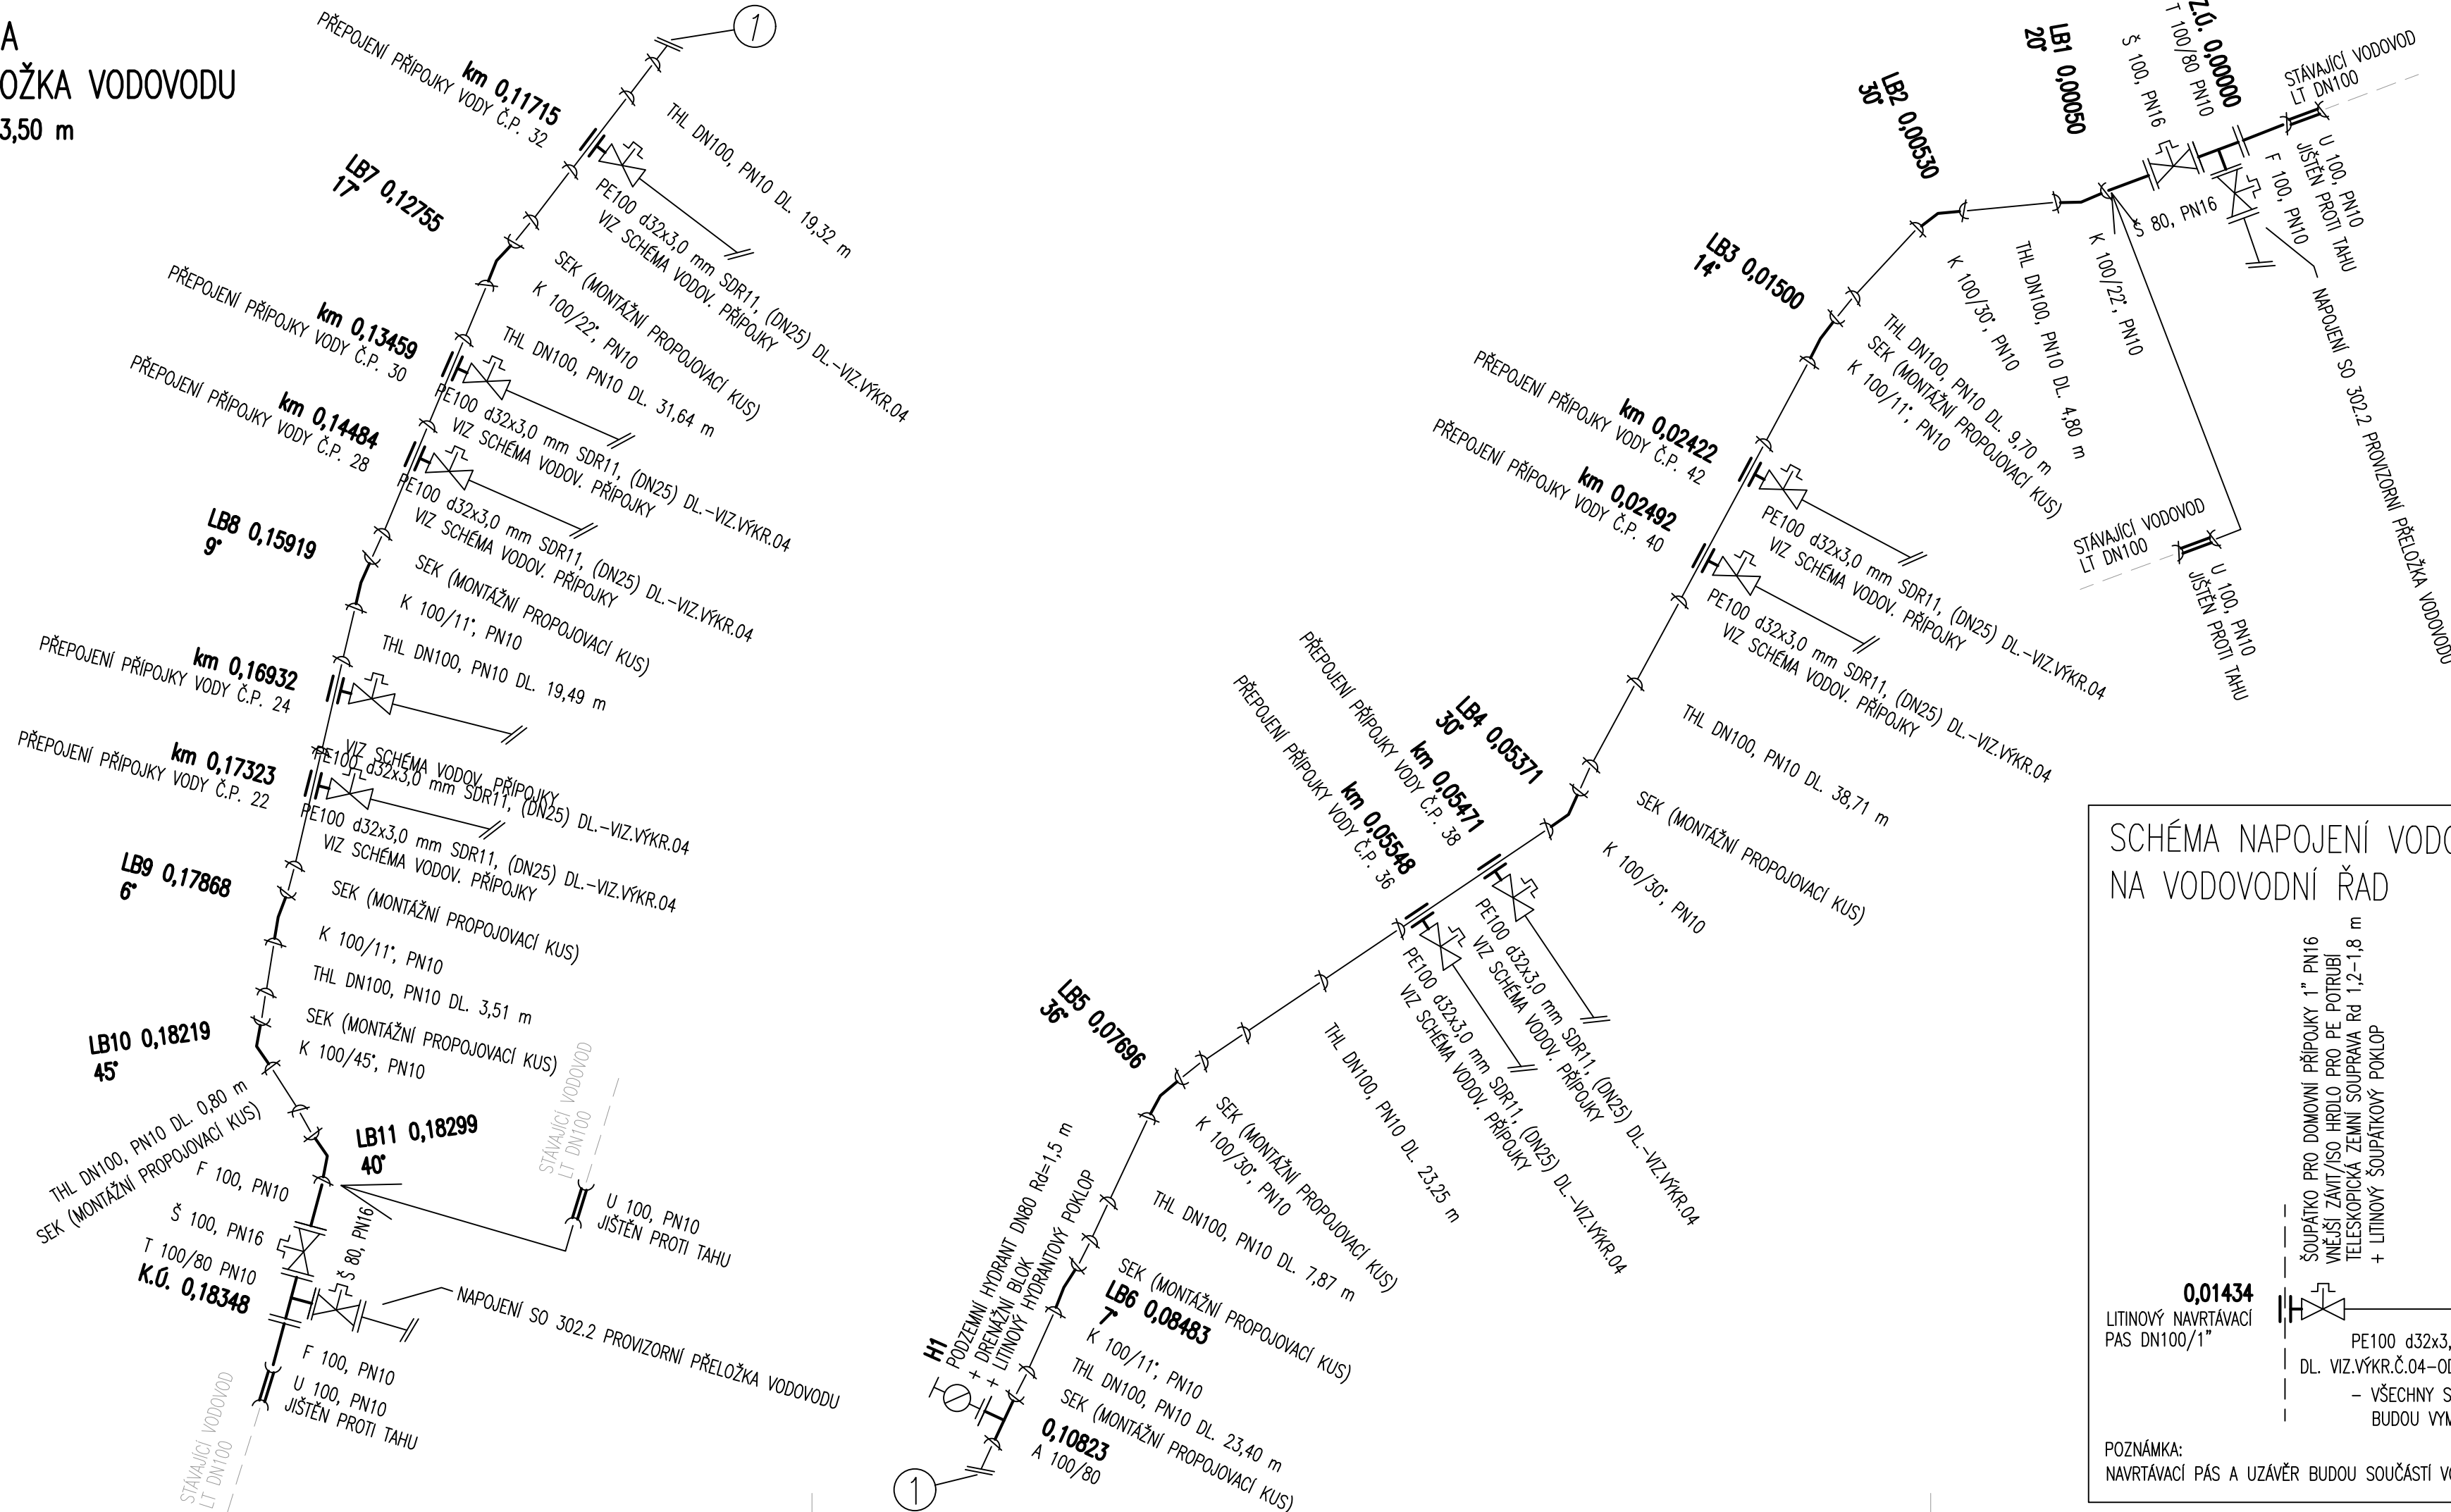 A
OŽKA VODOVODU
3,50 m
1
km 0,11715
PŘEPOJENÍ PŘÍPOJKY VODY Č.P. 32
THL DN100, PN10 DL. 19,32 m
PE100 d32x3,0 mm SDR11, (DN25) DL.-VIZ.VÝKR.04
VIZ SCHÉMA VODOV. PŘÍPOJKY
LB7 0,12755
17°
SEK (MONTÁŽNÍ PROPOJOVACÍ KUS)
K 100/22°, PN10
THL DN100, PN10 DL. 31,64 m
km 0,13459
PŘEPOJENÍ PŘÍPOJKY VODY Č.P. 30
PE100 d32x3,0 mm SDR11, (DN25) DL.-VIZ.VÝKR.04
VIZ SCHÉMA VODOV. PŘÍPOJKY
km 0,14484
PŘEPOJENÍ PŘÍPOJKY VODY Č.P. 28
PE100 d32x3,0 mm SDR11, (DN25) DL.-VIZ.VÝKR.04
VIZ SCHÉMA VODOV. PŘÍPOJKY
LB8 0,15919
9°
SEK (MONTÁŽNÍ PROPOJOVACÍ KUS)
K 100/11°, PN10
THL DN100, PN10 DL. 19,49 m
km 0,16932
PŘEPOJENÍ PŘÍPOJKY VODY Č.P. 24
VIZ SCHÉMA VODOV. PŘÍPOJKY
PE100 d32x3,0 mm SDR11, (DN25) DL.-VIZ.VÝKR.04
km 0,17323
PŘEPOJENÍ PŘÍPOJKY VODY Č.P. 22
PE100 d32x3,0 mm SDR11, (DN25) DL.-VIZ.VÝKR.04
VIZ SCHÉMA VODOV. PŘÍPOJKY
LB9 0,17868
6°
SEK (MONTÁŽNÍ PROPOJOVACÍ KUS)
K 100/11°, PN10
THL DN100, PN10 DL. 3,51 m
LB10 0,18219
45°
SEK (MONTÁŽNÍ PROPOJOVACÍ KUS)
K 100/45°, PN10
THL DN100, PN10 DL. 0,80 m
SEK (MONTÁŽNÍ PROPOJOVACÍ KUS)
LB11 0,18299
40°
STÁVAJÍCÍ VODOVOD
LT DN100
U 100, PN10
JIŠTĚN PROTI TAHU
F 100, PN10
Š 100, PN16
T 100/80 PN10
K.Ú. 0,18348
Š 80, PN16
NAPOJENÍ SO 302.2 PROVIZORNÍ PŘELOŽKA VODOVODU
F 100, PN10
U 100, PN10
JIŠTĚN PROTI TAHU
STÁVAJÍCÍ VODOVOD
LT DN100
Z.Ú. 0,00000
T 100/80 PN10
Š 100, PN16
STÁVAJÍCÍ VODOVOD
LT DN100
U 100, PN10
JIŠTĚN PROTI TAHU
F 100, PN10
Š 80, PN16
NAPOJENÍ SO 302.2 PROVIZORNÍ PŘELOŽKA VODOVODU
LB1 0,00050
20°
K 100/22°, PN10
THL DN100, PN10 DL. 4,80 m
LB2 0,00530
30°
K 100/30°, PN10
THL DN100, PN10 DL. 9,70 m
SEK (MONTÁŽNÍ PROPOJOVACÍ KUS)
K 100/11°, PN10
LB3 0,01500
14°
STÁVAJÍCÍ VODOVOD
LT DN100
U 100, PN10
JIŠTĚN PROTI TAHU
km 0,02422
PŘEPOJENÍ PŘÍPOJKY VODY Č.P. 42
PE100 d32x3,0 mm SDR11, (DN25) DL.-VIZ.VÝKR.04
VIZ SCHÉMA VODOV. PŘÍPOJKY
km 0,02492
PŘEPOJENÍ PŘÍPOJKY VODY Č.P. 40
PE100 d32x3,0 mm SDR11, (DN25) DL.-VIZ.VÝKR.04
VIZ SCHÉMA VODOV. PŘÍPOJKY
THL DN100, PN10 DL. 38,71 m
LB4 0,05371
30°
SEK (MONTÁŽNÍ PROPOJOVACÍ KUS)
K 100/30°, PN10
km 0,05471
PŘEPOJENÍ PŘÍPOJKY VODY Č.P. 38
PE100 d32x3,0 mm SDR11, (DN25) DL.-VIZ.VÝKR.04
VIZ SCHÉMA VODOV. PŘÍPOJKY
km 0,05548
PŘEPOJENÍ PŘÍPOJKY VODY Č.P. 36
PE100 d32x3,0 mm SDR11, (DN25) DL.-VIZ.VÝKR.04
VIZ SCHÉMA VODOV. PŘÍPOJKY
THL DN100, PN10 DL. 23,25 m
LB5 0,07696
36°
SEK (MONTÁŽNÍ PROPOJOVACÍ KUS)
K 100/30°, PN10
THL DN100, PN10 DL. 7,87 m
SEK (MONTÁŽNÍ PROPOJOVACÍ KUS)
LB6 0,08483
7°
K 100/11°, PN10
THL DN100, PN10 DL. 23,40 m
SEK (MONTÁŽNÍ PROPOJOVACÍ KUS)
H1
PODZEMNÍ HYDRANT DN80 Rd=1,5 m
+ DRENÁŽNÍ BLOK
+ LITINOVÝ HYDRANTOVÝ POKLOP
0,10823
A 100/80
1
SCHÉMA NAPOJENÍ VODO
NA VODOVODNÍ ŘAD
ŠOUPÁTKO PRO DOMOVNÍ PŘÍPOJKY 1" PN16
VNĚJŠÍ ZÁVIT/ISO HRDLO PRO PE POTRUBÍ
TELESKOPICKÁ ZEMNÍ SOUPRAVA Rd 1,2-1,8 m
+ LITINOVÝ ŠOUPÁTKOVÝ POKLOP
0,01434
LITINOVÝ NAVRTÁVACÍ
PAS DN100/1"
PE100 d32x3,
DL. VIZ.VÝKR.Č.04-OD
- VŠECHNY S
BUDOU VYM
POZNÁMKA:
NAVRTÁVACÍ PÁS A UZÁVĚR BUDOU SOUČÁSTÍ VO